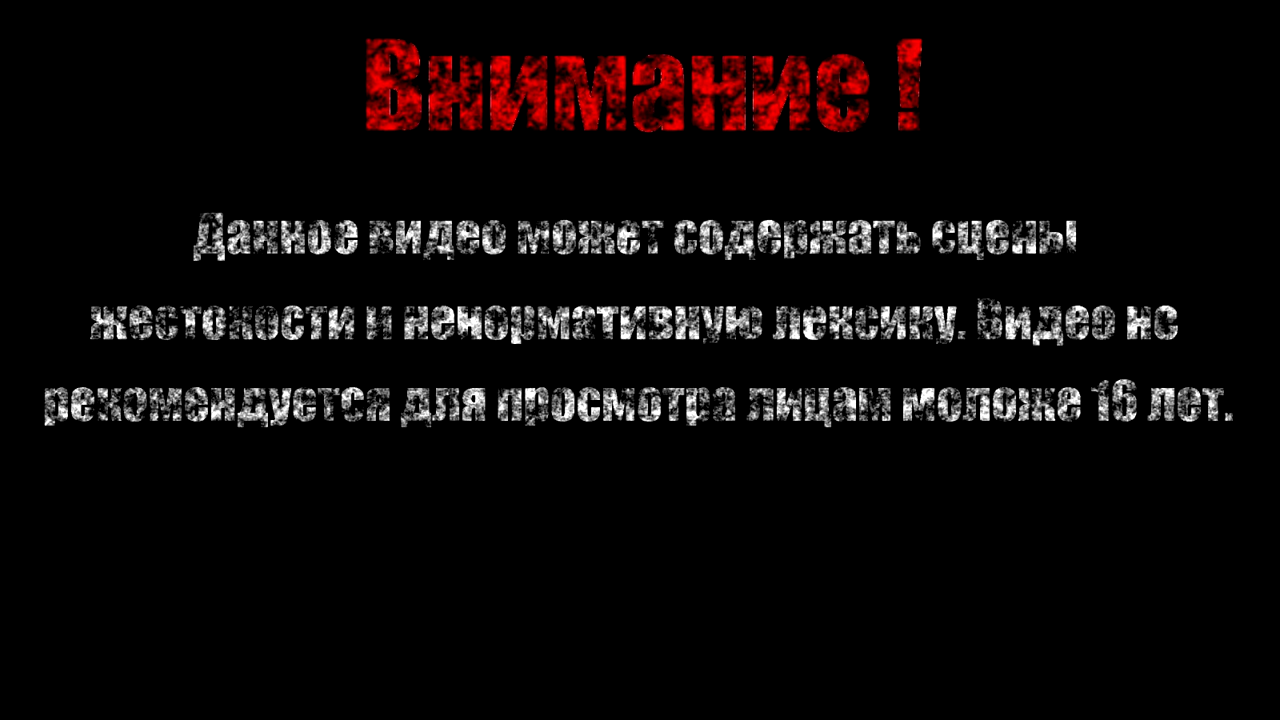 Внимание !
Данное видео может содержать сцены
жестокости и ненормативную лексику. Видео не
рекомендуется для просмотра лицам моложе 16 лет.